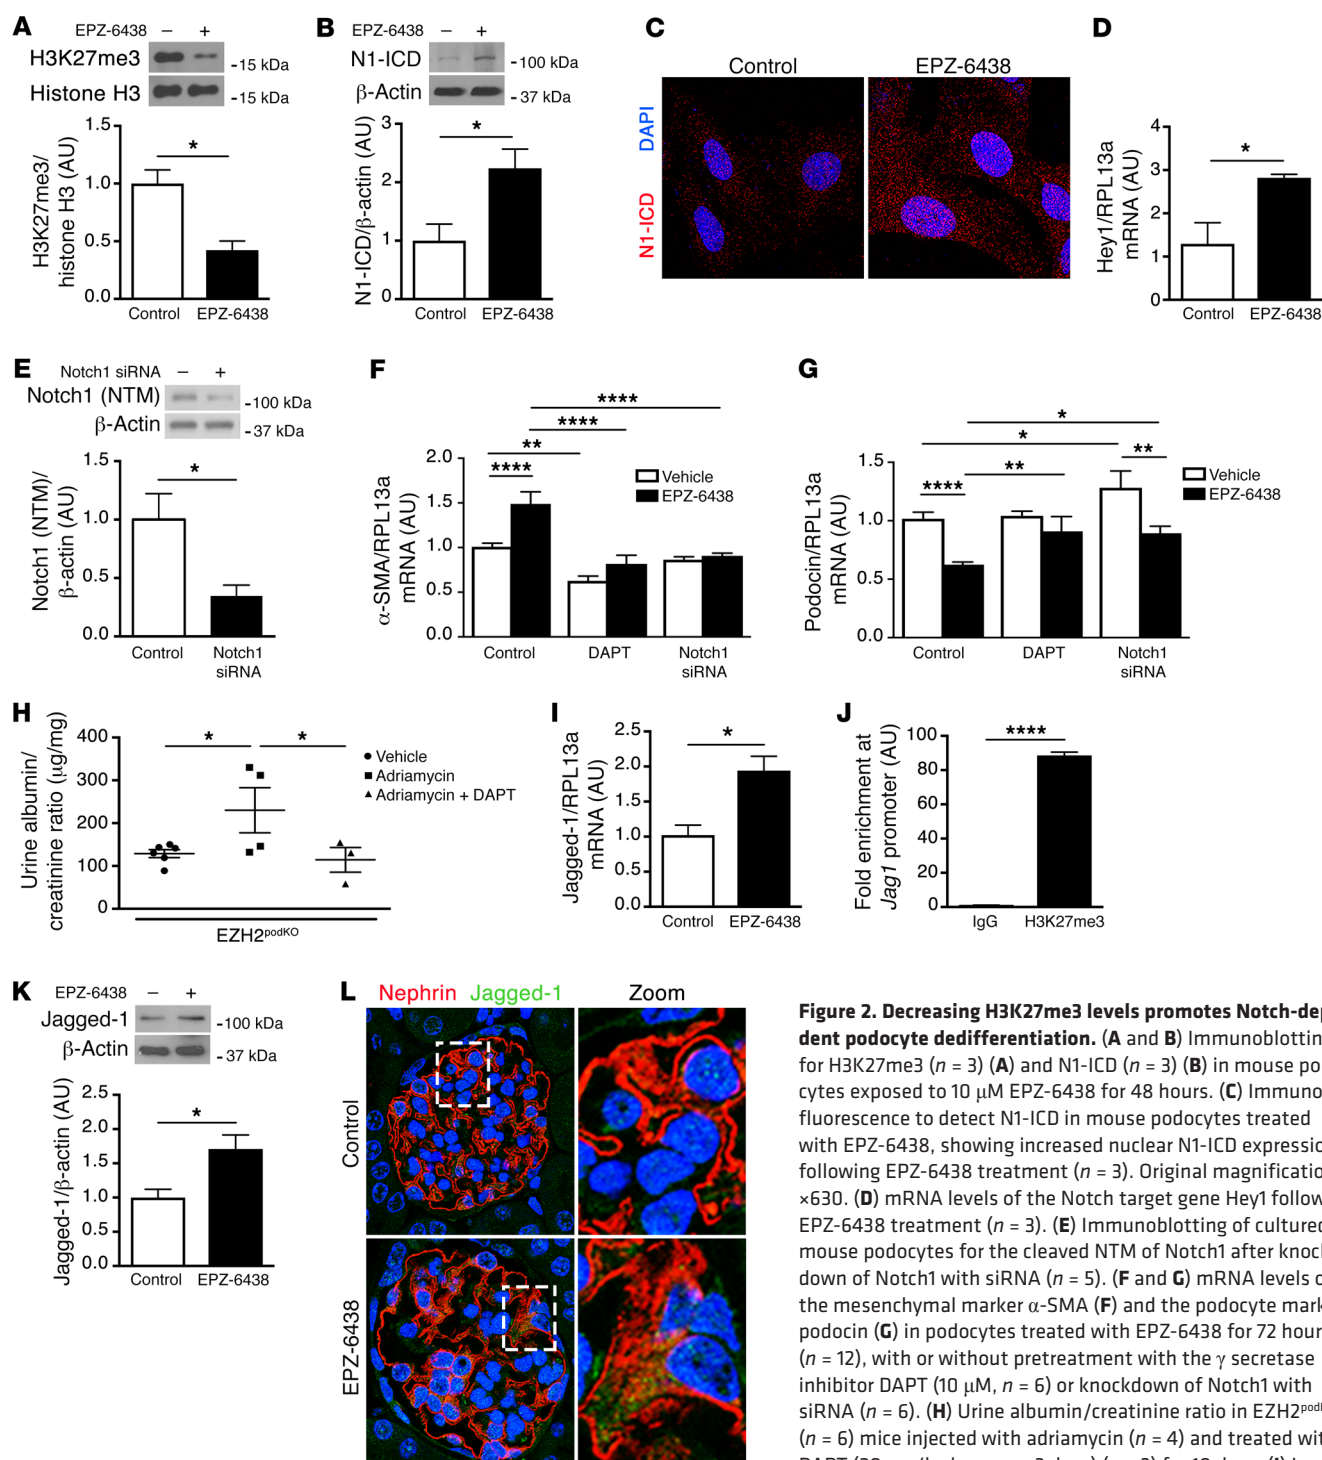 A
EPZ-6438 – +
H3K27me3
-15 kDa
Histone H3
-15 kDa
H3K27me3/
histone H3 (AU)
1.5
1.0
0.5
0.0
*
Control EPZ-6438
B
EPZ-6438 – +
N1-ICD
-100 kDa
β-Actin
-37 kDa
N1-ICD/β-actin (AU)
3
2
1
0
*
Control EPZ-6438
C
Control EPZ-6438
N1-ICD DAPI
D
Hey1/RPL13a
mRNA (AU)
4
3
2
1
0
*
Control EPZ-6438
E
Notch1 siRNA – +
Notch1 (NTM)
-100 kDa
β-Actin
-37 kDa
Notch1 (NTM)/
β-actin (AU)
1.5
1.0
0.5
0.0
*
Control Notch1
siRNA
F
α-SMA/RPL13a
mRNA (AU)
2.0
1.5
1.0
0.5
0.0
****
****
**
****
Vehicle
EPZ-6438
Control DAPT Notch1
siRNA
G
Podocin/RPL13a
mRNA (AU)
1.5
1.0
0.5
0.0
*
*
**
**
****
Vehicle
EPZ-6438
Control DAPT Notch1
siRNA
H
Urine albumin/
creatinine ratio (µg/mg)
400
300
200
100
0
* *
Vehicle
Adriamycin
Adriamycin + DAPT
EZH2podKO
I
Jagged-1/RPL13a
mRNA (AU)
2.5
2.0
1.5
1.0
0.5
0.0
*
Control EPZ-6438
J
Fold enrichment at
Jag1 promoter (AU)
100
80
60
40
20
0
****
IgG H3K27me3
K
EPZ-6438 – +
Jagged-1
-100 kDa
β-Actin
-37 kDa
Jagged-1/β-actin (AU)
2.5
2.0
1.5
1.0
0.5
0.0
*
Control EPZ-6438
L
Nephrin Jagged-1 Zoom
Control
EPZ-6438
Figure 2. Decreasing H3K27me3 levels promotes Notch-dep
dent podocyte dedifferentiation. (A and B) Immunoblottin
for H3K27me3 (n = 3) (A) and N1-ICD (n = 3) (B) in mouse po
cytes exposed to 10 µM EPZ-6438 for 48 hours. (C) Immuno
fluorescence to detect N1-ICD in mouse podocytes treated
with EPZ-6438, showing increased nuclear N1-ICD expressio
following EPZ-6438 treatment (n = 3). Original magnificatio
×630. (D) mRNA levels of the Notch target gene Hey1 follow
EPZ-6438 treatment (n = 3). (E) Immunoblotting of cultured
mouse podocytes for the cleaved NTM of Notch1 after knock
down of Notch1 with siRNA (n = 5). (F and G) mRNA levels o
the mesenchymal marker α-SMA (F) and the podocyte mark
podocin (G) in podocytes treated with EPZ-6438 for 72 hour
(n = 12), with or without pretreatment with the γ secretase
inhibitor DAPT (10 µM, n = 6) or knockdown of Notch1 with
siRNA (n = 6). (H) Urine albumin/creatinine ratio in EZH2pod
(n = 6) mice injected with adriamycin (n = 4) and treated wit